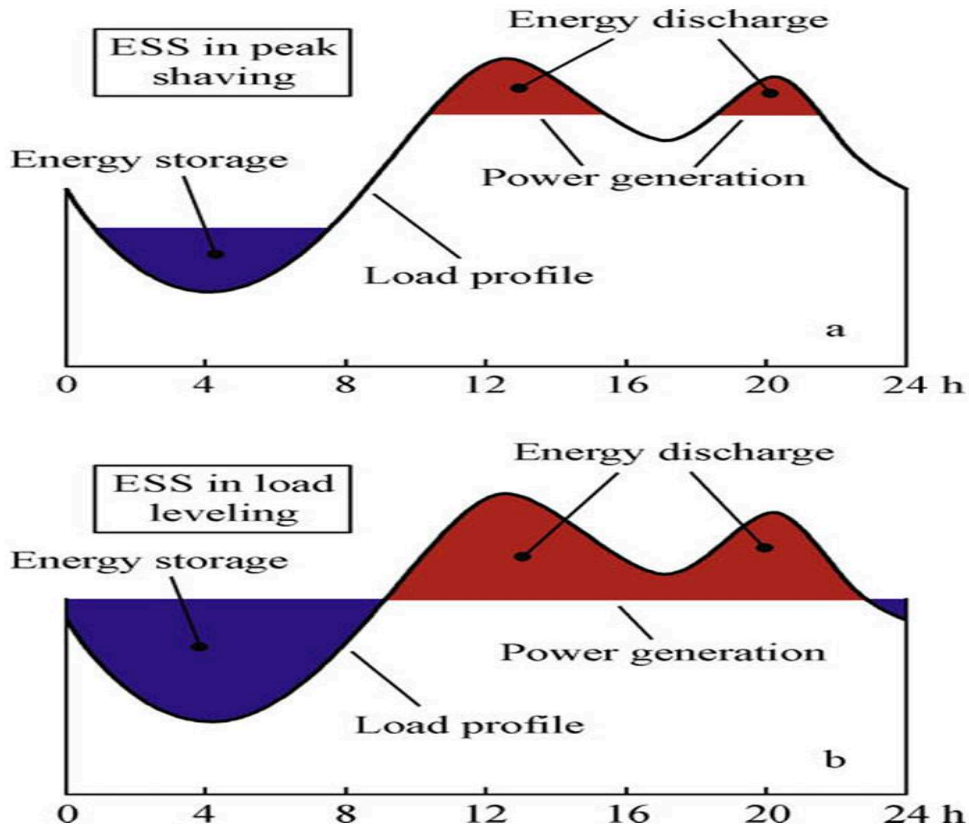 Energy discharge
ESS in peak
shaving
Energy storage
Power generation
Load profile
a
0 4 8 12 16 20 24 h
Energy discharge
ESS in load
leveling
Energy storage
Power generation
Load profile
b
0 4 8 12 16 20 24 h